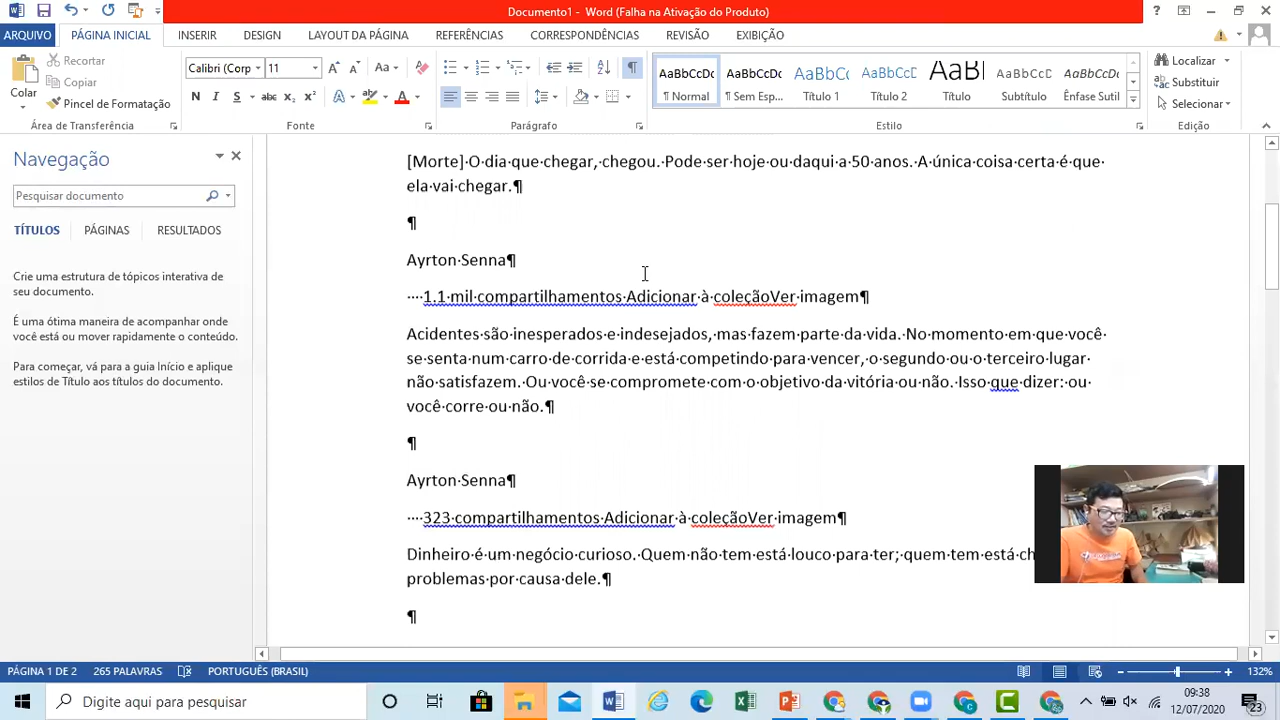 Documento1 - Word (Falha na Ativação do Produto)
ARQUIVO PÁGINA INICIAL INSERIR DESIGN LAYOUT DA PÁGINA REFERÊNCIAS CORRESPONDÊNCIAS REVISÃO EXIBIÇÃO
Colar
Recortar
Copiar
Pincel de Formatação
Área de Transferência
Calibri (Corp 11
N I S abc x₂ x²
Fonte
Parágrafo
AaBbCcDc AaBbCcDc AaBbCc AaBbCcD AaBbC AaBbCcD AaBbCcDc
¶ Normal ¶ Sem Esp... Título 1 Título 2 Título Subtítulo Ênfase Sutil
Estilo
Localizar
Substituir
Selecionar
Edição
Navegação
Pesquisar documento
TÍTULOS PÁGINAS RESULTADOS
Crie uma estrutura de tópicos interativa de
seu documento.
É uma ótima maneira de acompanhar onde
você está ou mover rapidamente o conteúdo.
Para começar, vá para a guia Início e aplique
estilos de Título aos títulos do documento.
[Morte]·O·dia·que·chegar,·chegou.·Pode·ser·hoje·ou·daqui·a·50·anos.·A·única·coisa·certa·é·que·
ela·vai·chegar.¶
¶
Ayrton·Senna¶
····1.1·mil·compartilhamentos·Adicionar·à·coleçãoVer·imagem¶
Acidentes·são·inesperados·e·indesejados,·mas·fazem·parte·da·vida.·No·momento·em·que·você·
se·senta·num·carro·de·corrida·e·está·competindo·para·vencer,·o·segundo·ou·o·terceiro·lugar·
não·satisfazem.·Ou·você·se·compromete·com·o·objetivo·da·vitória·ou·não.·Isso·que·dizer:·ou·
você·corre·ou·não.¶
¶
Ayrton·Senna¶
····323·compartilhamentos·Adicionar·à·coleçãoVer·imagem¶
Dinheiro·é·um·negócio·curioso.·Quem·não·tem·está·louco·para·ter;·quem·tem·está·
problemas·por·causa·dele.¶
¶
PÁGINA 1 DE 2 265 PALAVRAS PORTUGUÊS (BRASIL) 132%
Digite aqui para pesquisar
09:38
12/07/2020
23